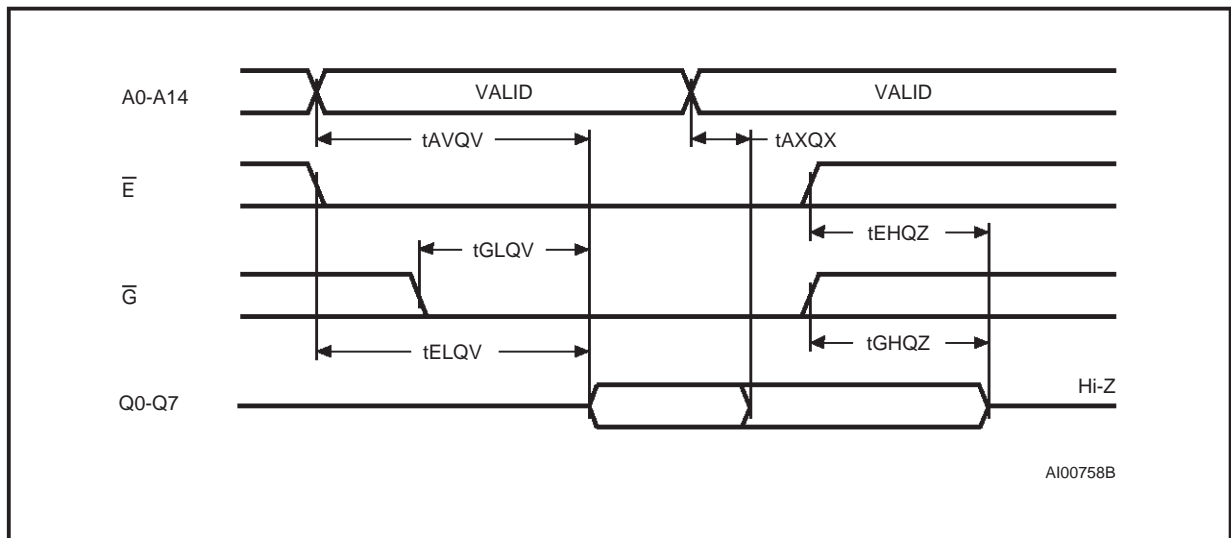 A0-A14
VALID
VALID
tAVQV
tAXQX
E̅
tEHQZ
tGLQV
G̅
tGHQZ
tELQV
Q0-Q7
Hi-Z
AI00758B